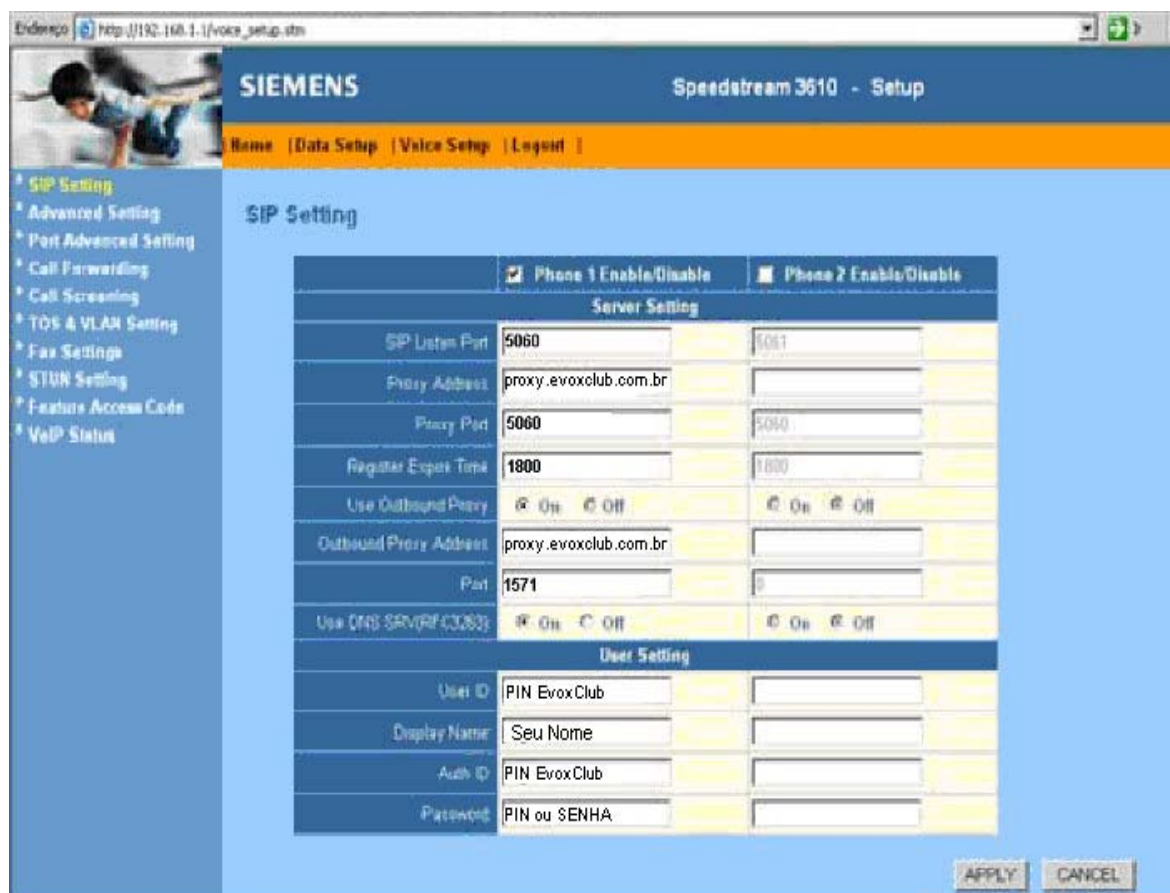 Endereço http://192.168.1.1/voice_setup.stm
SIEMENS
Speedstream 3610 - Setup
Home | Data Setup | Voice Setup | Logout |
SIP Setting
Advanced Setting
Port Advanced Setting
Call Forwarding
Call Screening
TOS & VLAN Setting
Fax Settings
STUN Setting
Feature Access Code
VoIP Status
SIP Setting
Phone 1 Enable/Disable Phone 2 Enable/Disable
Server Setting
SIP Listen Port 5060 5061
Proxy Address proxy.evoxclub.com.br
Proxy Port 5060 5060
Register Expire Time 1800 1800
Use Outbound Proxy On Off On Off
Outbound Proxy Address proxy.evoxclub.com.br
Port 1571 0
Use DNS SRV(RFC3263) On Off On Off
User Setting
User ID PIN EvoxClub
Display Name Seu Nome
Auth ID PIN EvoxClub
Password PIN ou SENHA
APPLY CANCEL